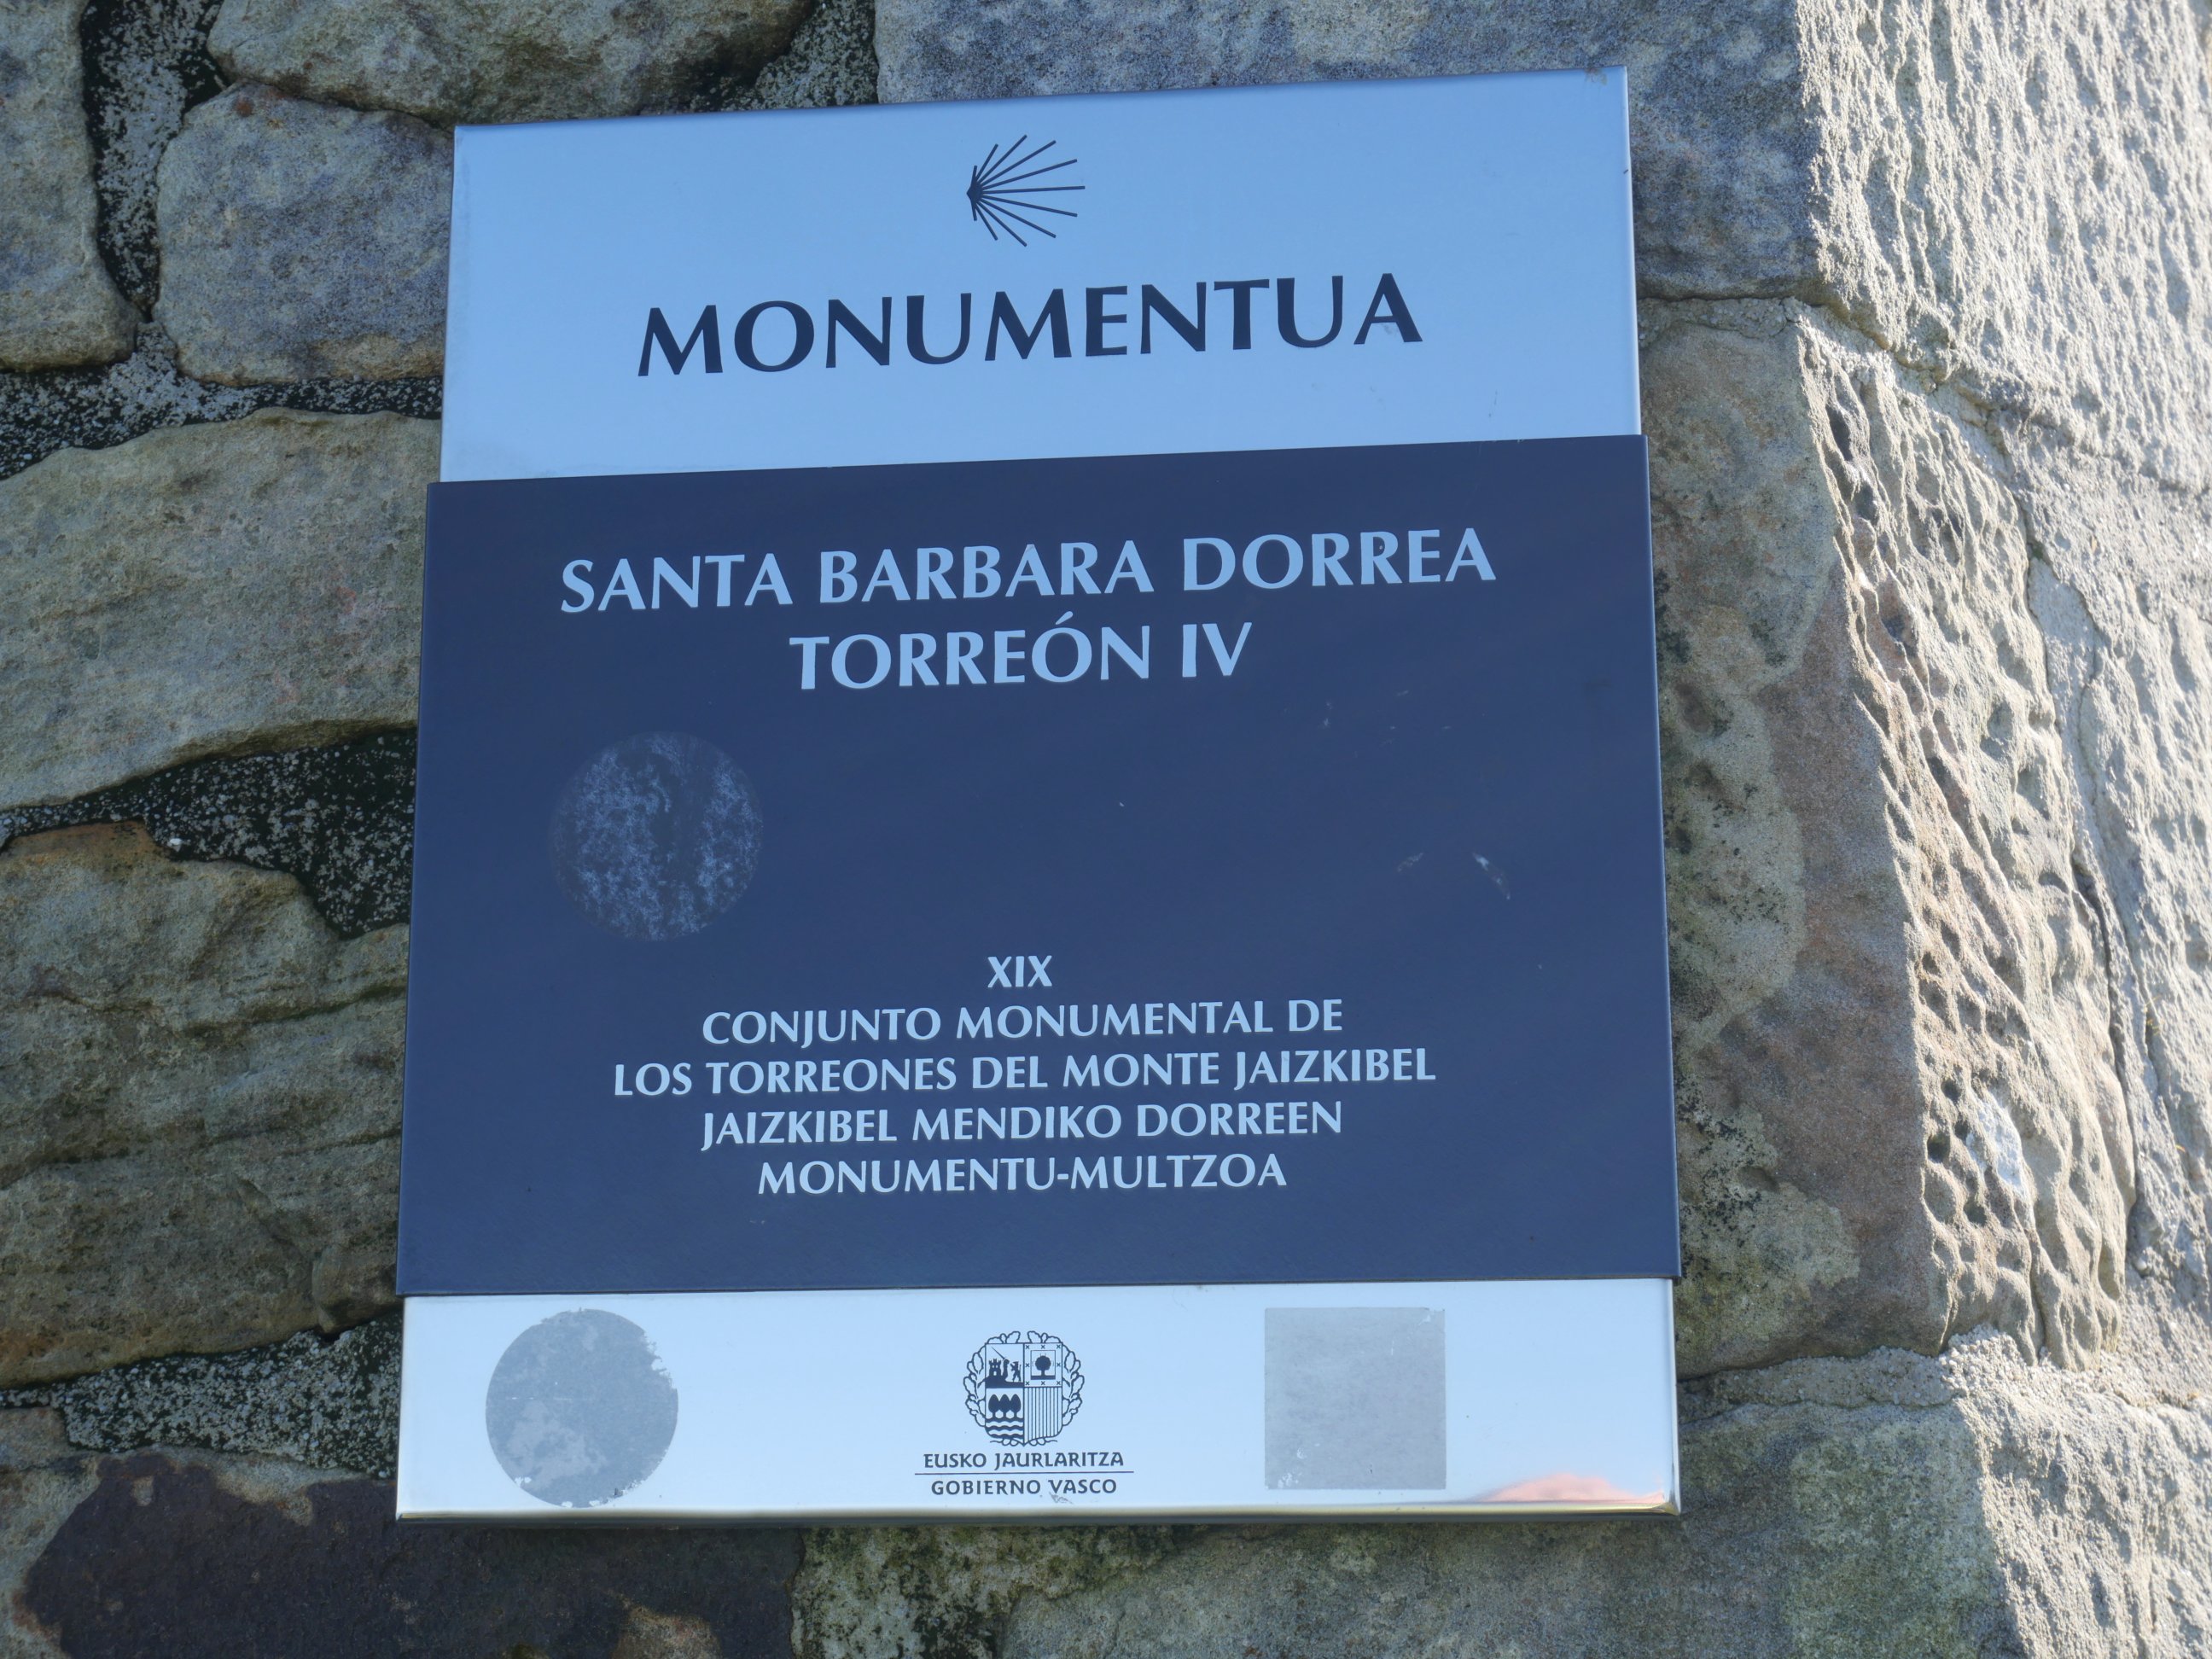 MONUMENTUA
SANTA BARBARA DORREA
TORREÓN IV
XIX
CONJUNTO MONUMENTAL DE
LOS TORREONES DEL MONTE JAIZKIBEL
JAIZKIBEL MENDIKO DORREEN
MONUMENTU-MULTZOA
EUSKO JAURLARITZA
GOBIERNO VASCO